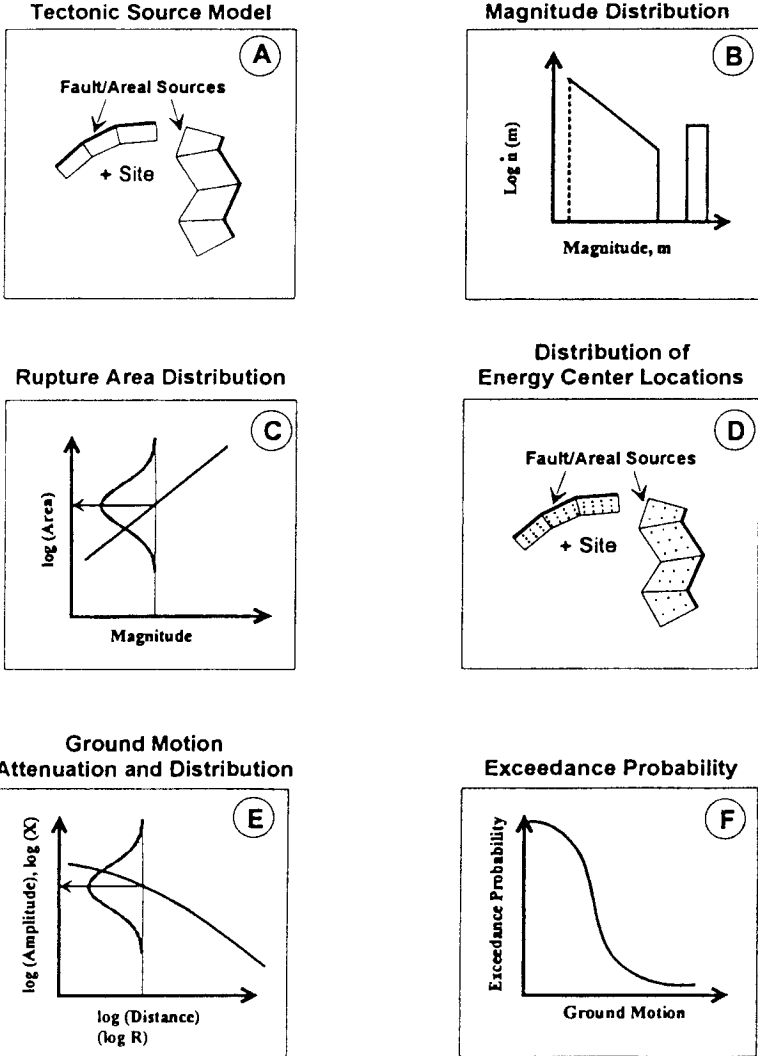 Tectonic Source Model
A
Fault/Areal Sources
+ Site
Magnitude Distribution
B
Log ṅ (m)
Magnitude, m
Rupture Area Distribution
C
log (Area)
Magnitude
Distribution of
Energy Center Locations
D
Fault/Areal Sources
+ Site
Ground Motion
Attenuation and Distribution
E
log (Amplitude), log (X)
log (Distance)
(log R)
Exceedance Probability
F
Exceedance Probability
Ground Motion